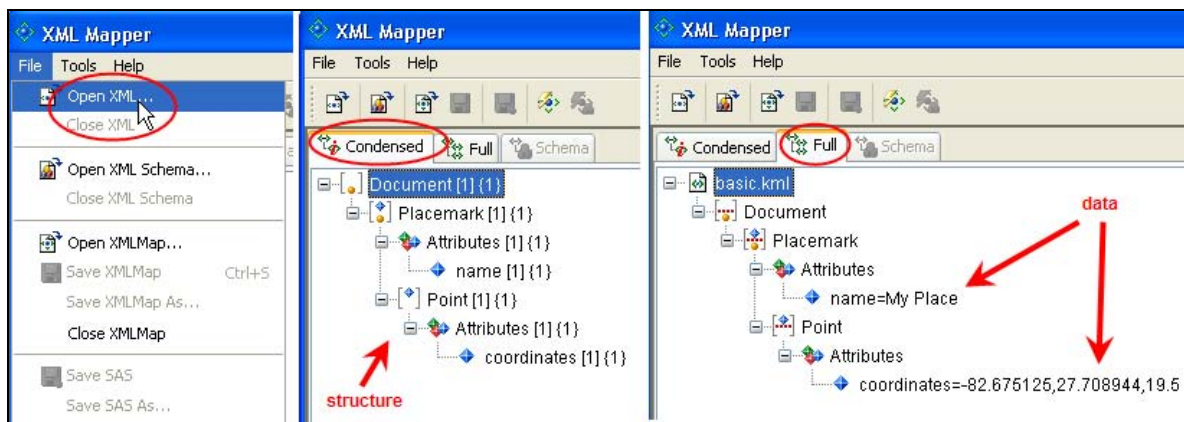 XML Mapper
File Tools Help
Open XML...
Close XML
Open XML Schema...
Close XML Schema
Open XMLMap...
Save XMLMap Ctrl+S
Save XMLMap As...
Close XMLMap
Save SAS
Save SAS As...
XML Mapper
File Tools Help
Condensed Full Schema
Document [1] {1}
Placemark [1] {1}
Attributes [1] {1}
name [1] {1}
Point [1] {1}
Attributes [1] {1}
coordinates [1] {1}
structure
XML Mapper
File Tools Help
Condensed Full Schema
basic.kml
data
Document
Placemark
Attributes
name=My Place
Point
Attributes
coordinates=-82.675125,27.708944,19.5